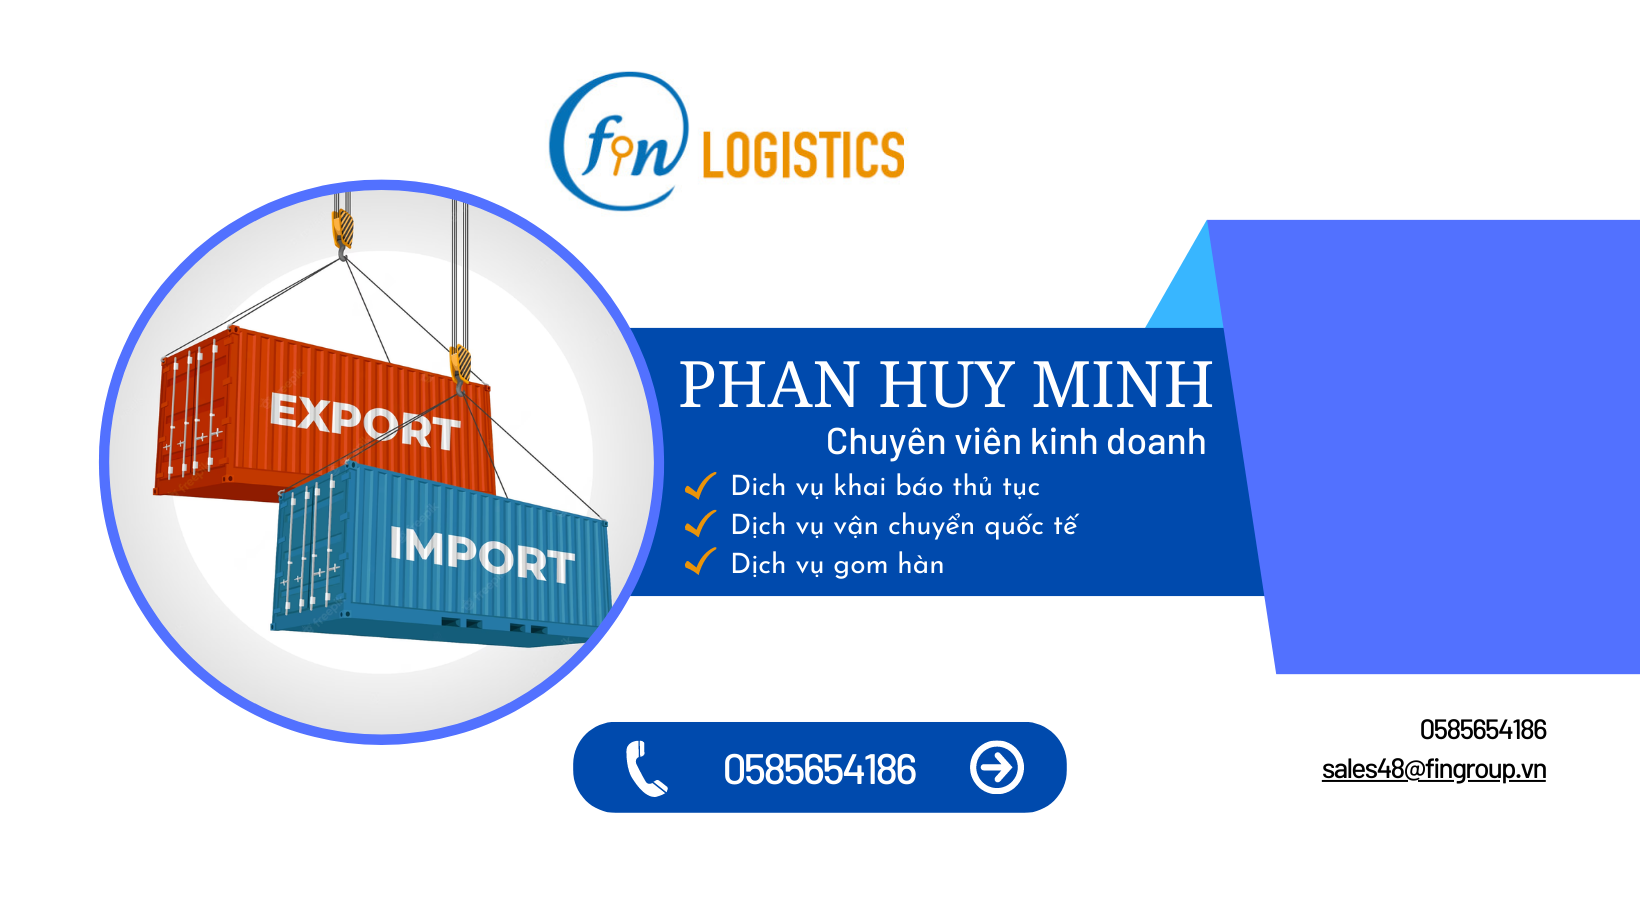 fin LOGISTICS
EXPORT
IMPORT
PHAN HUY MINH
Chuyên viên kinh doanh
Dich vụ khai báo thủ tục
Dịch vụ vận chuyển quốc tế
Dịch vụ gom hàn
0585654186
0585654186
sales48@fingroup.vn